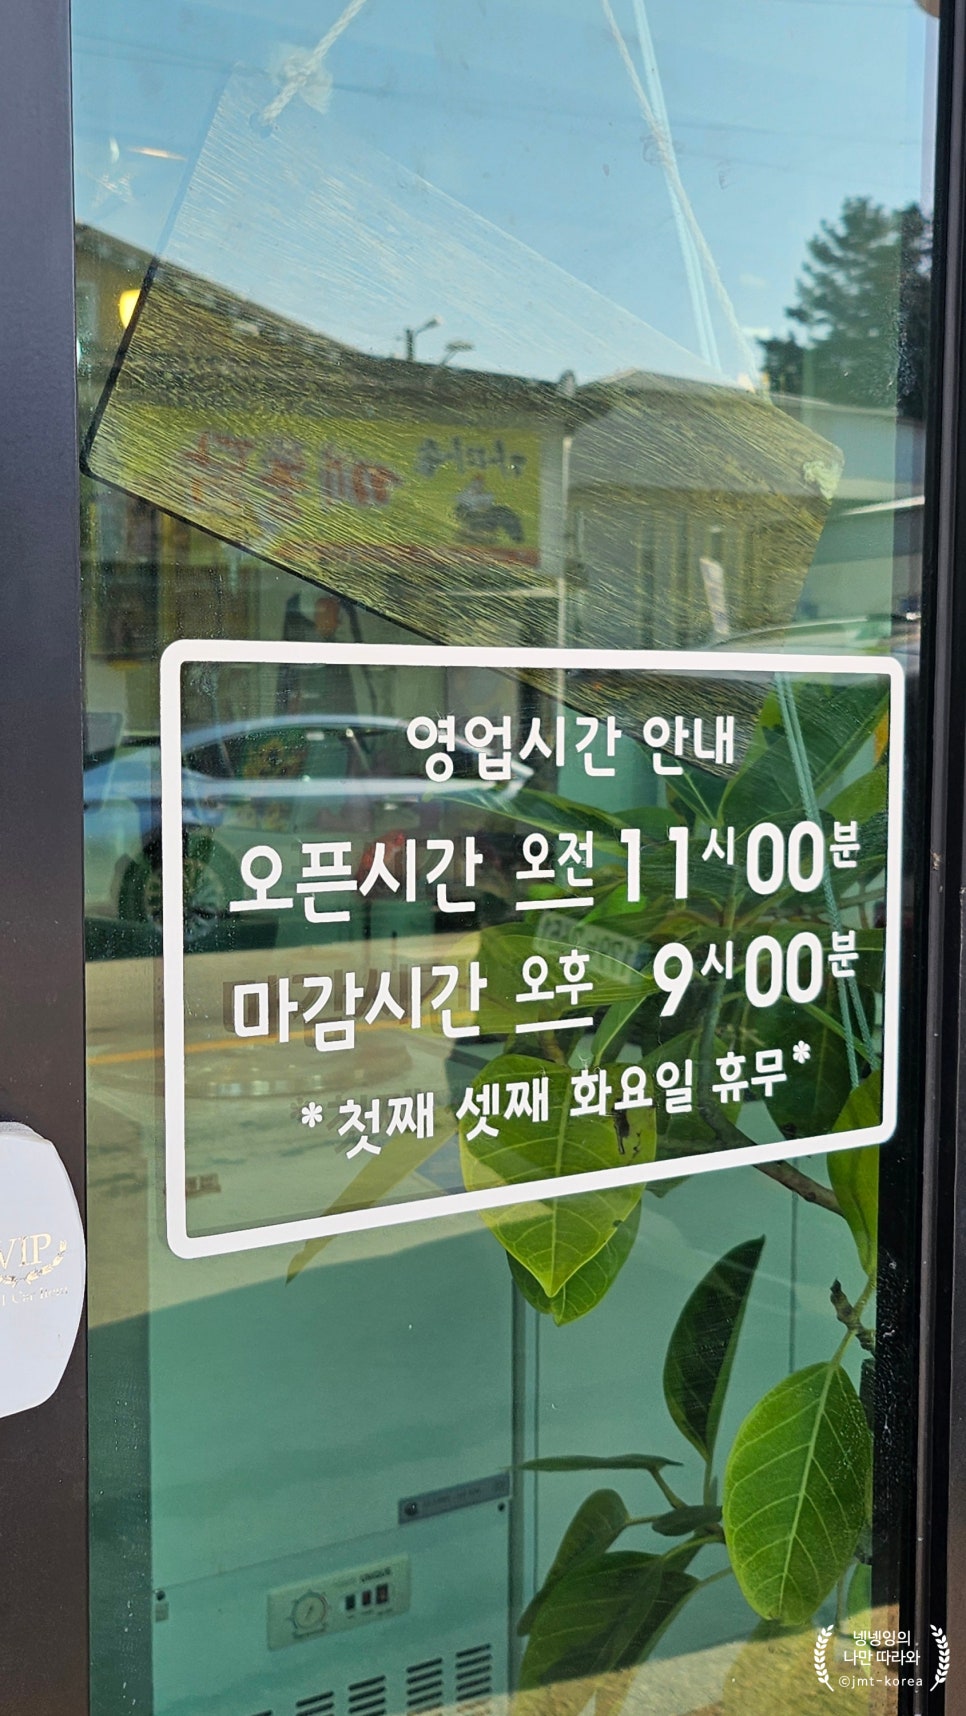 영업시간 안내
오픈시간 오전 11시 00분
마감시간 오후 9시 00분
*첫째 셋째 화요일 휴무*
VIP
넹넹잉의
나만 따라와
©jmt-korea